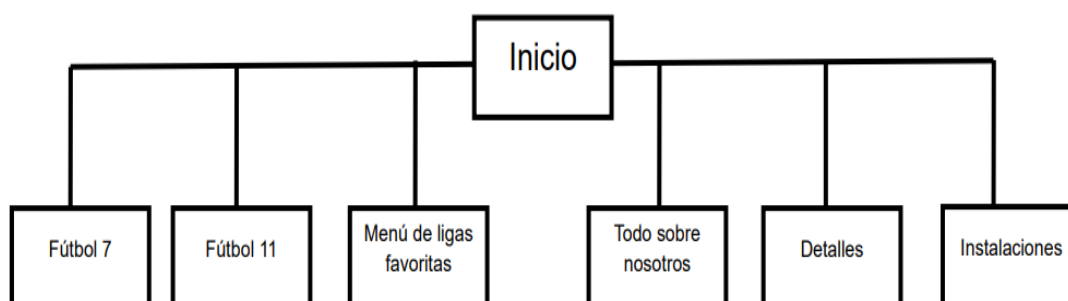 Inicio
Fútbol 7
Fútbol 11
Menú de ligas
favoritas
Todo sobre
nosotros
Detalles
Instalaciones